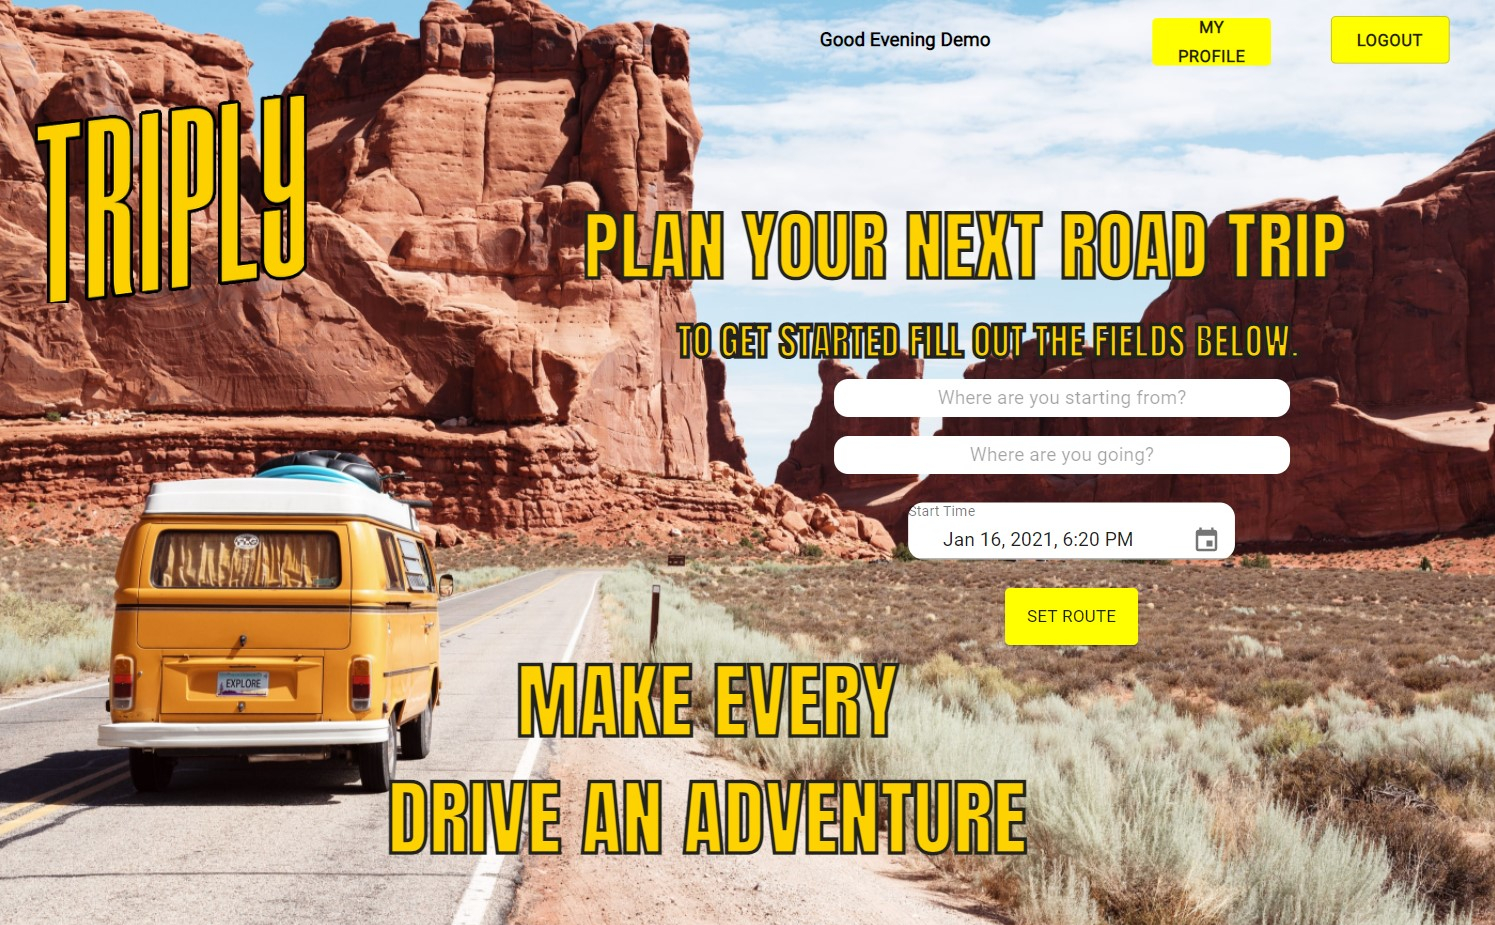 Good Evening Demo
MY
PROFILE
LOGOUT
TRIPLY
PLAN YOUR NEXT ROAD TRIP
TO GET STARTED FILL OUT THE FIELDS BELOW.
Where are you starting from?
Where are you going?
Start Time
Jan 16, 2021, 6:20 PM
SET ROUTE
EXPLORE
MAKE EVERY
DRIVE AN ADVENTURE